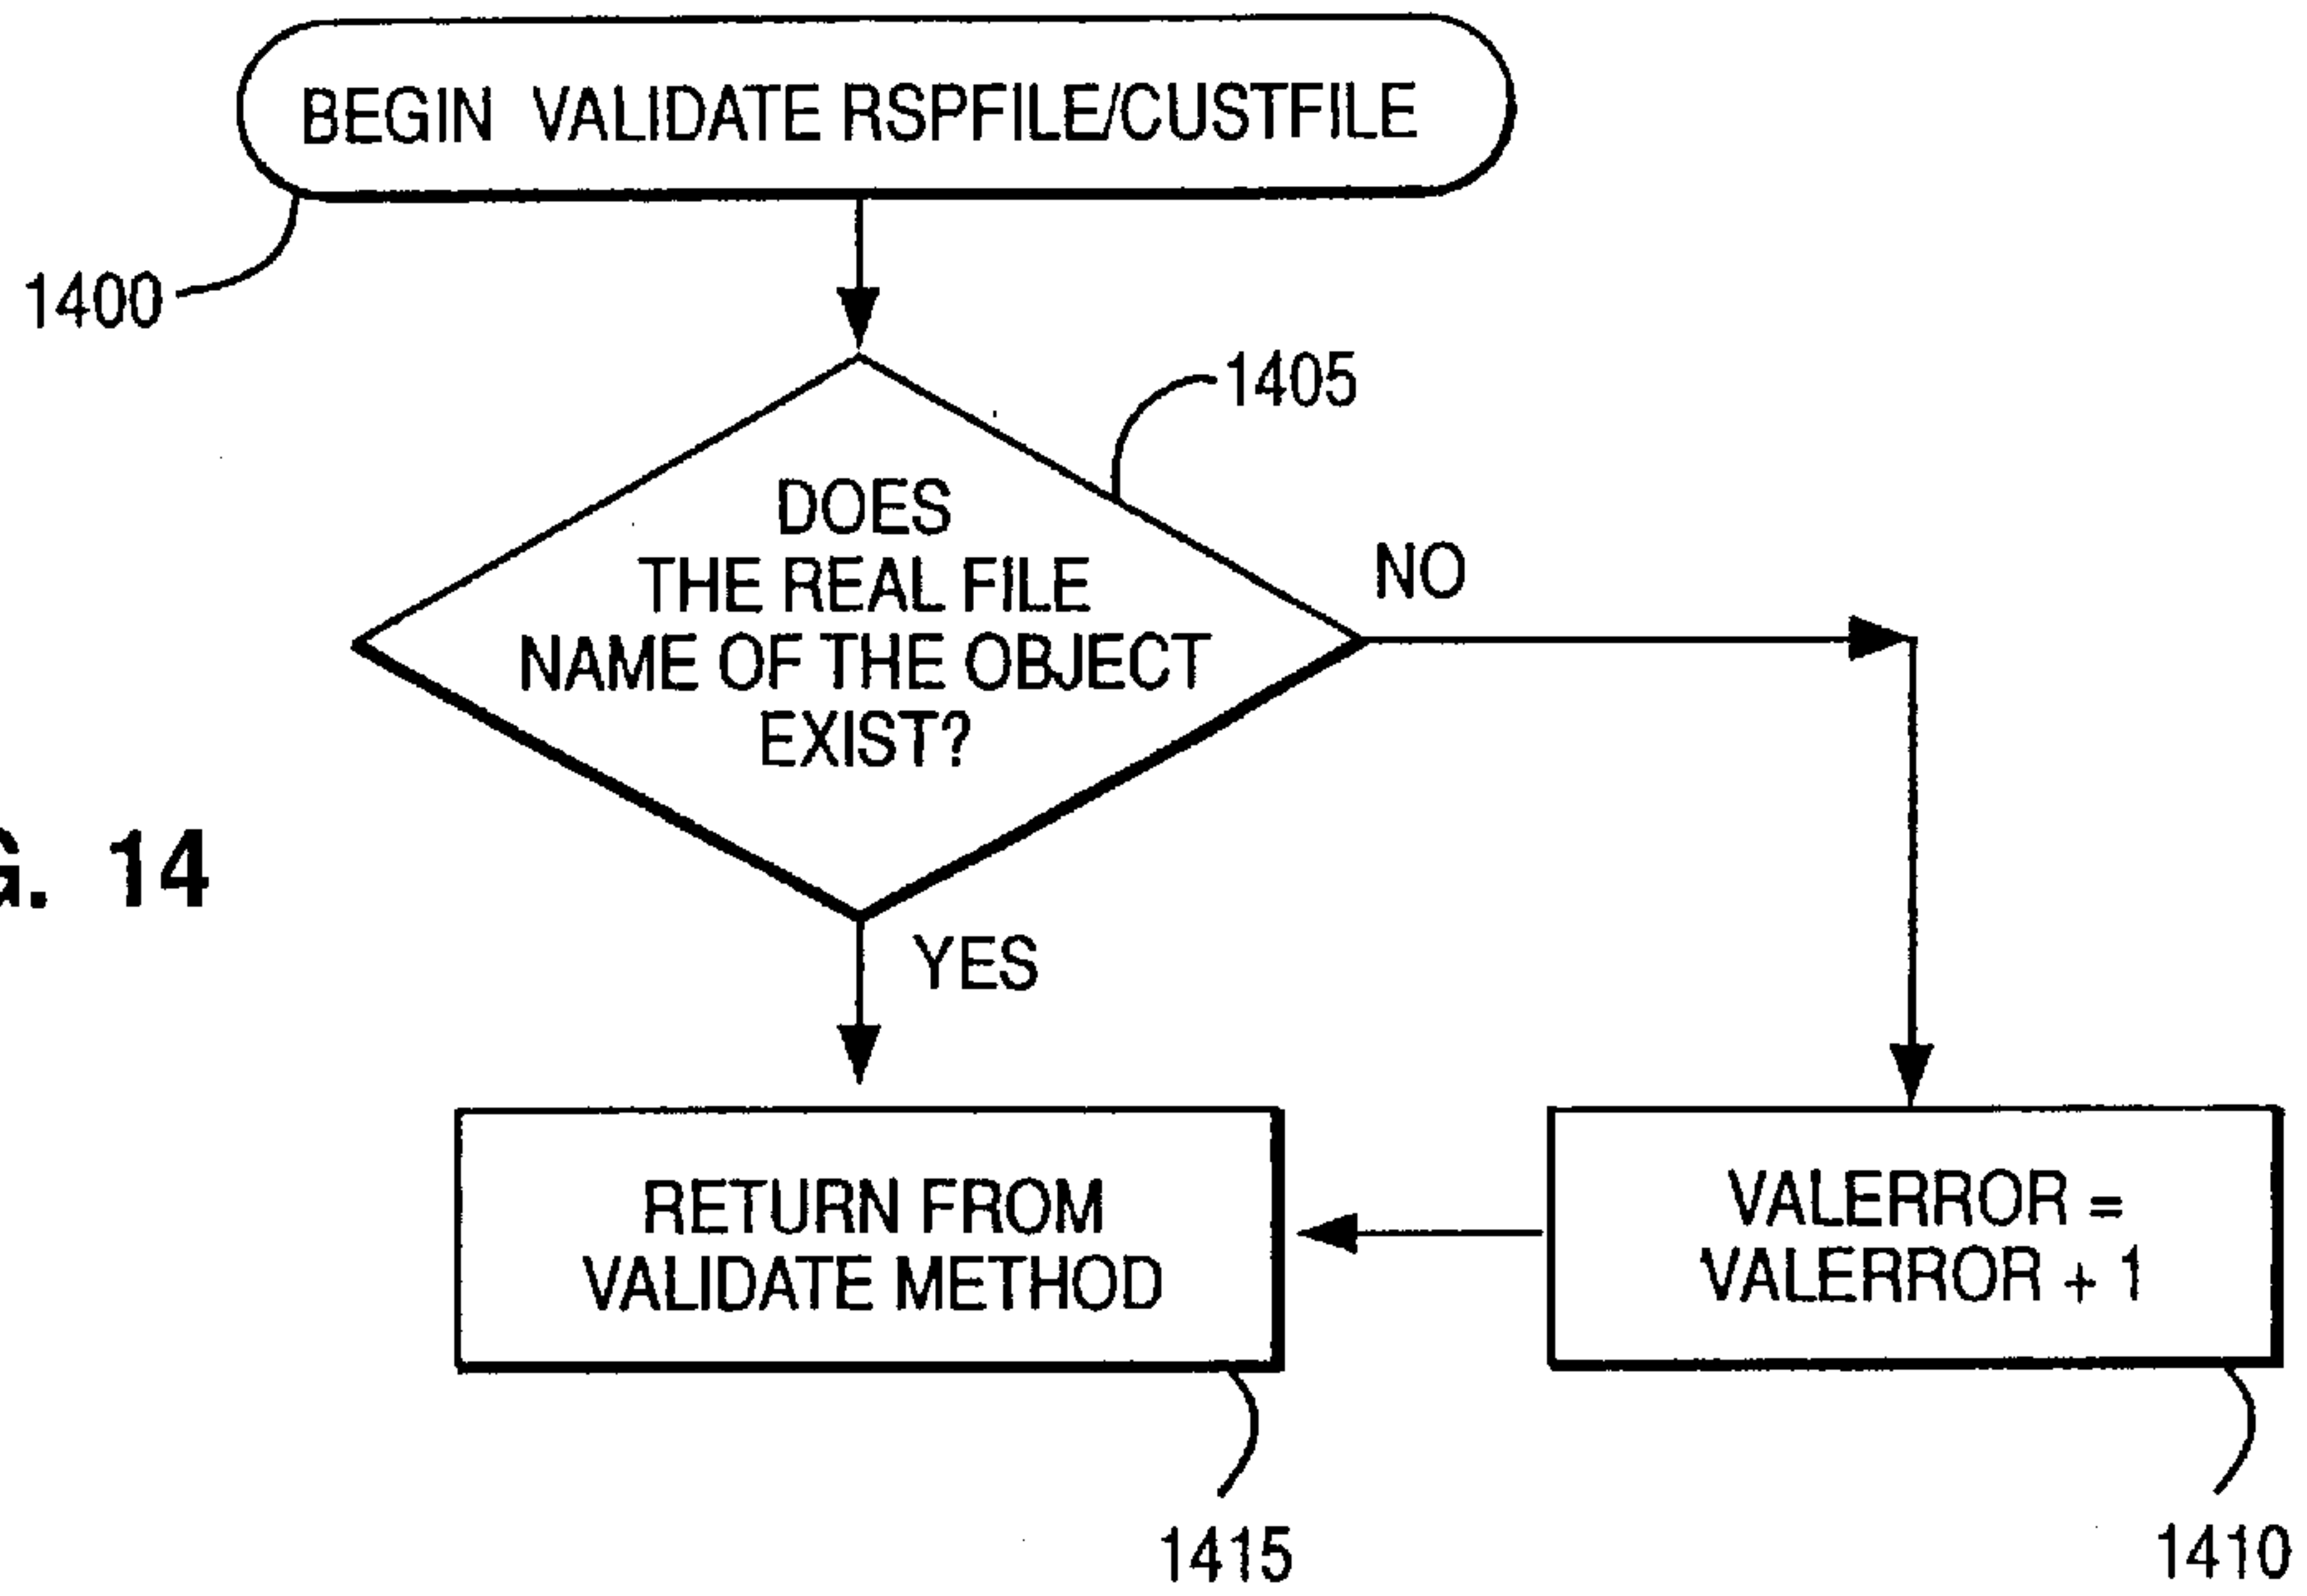 BEGIN VALIDATE RSPFILE/CUSTFILE
1400
1405
DOES
THE REAL FILE
NAME OF THE OBJECT
EXIST?
NO
G. 14
YES
RETURN FROM
VALIDATE METHOD
VALERROR =
VALERROR + 1
1415
1410